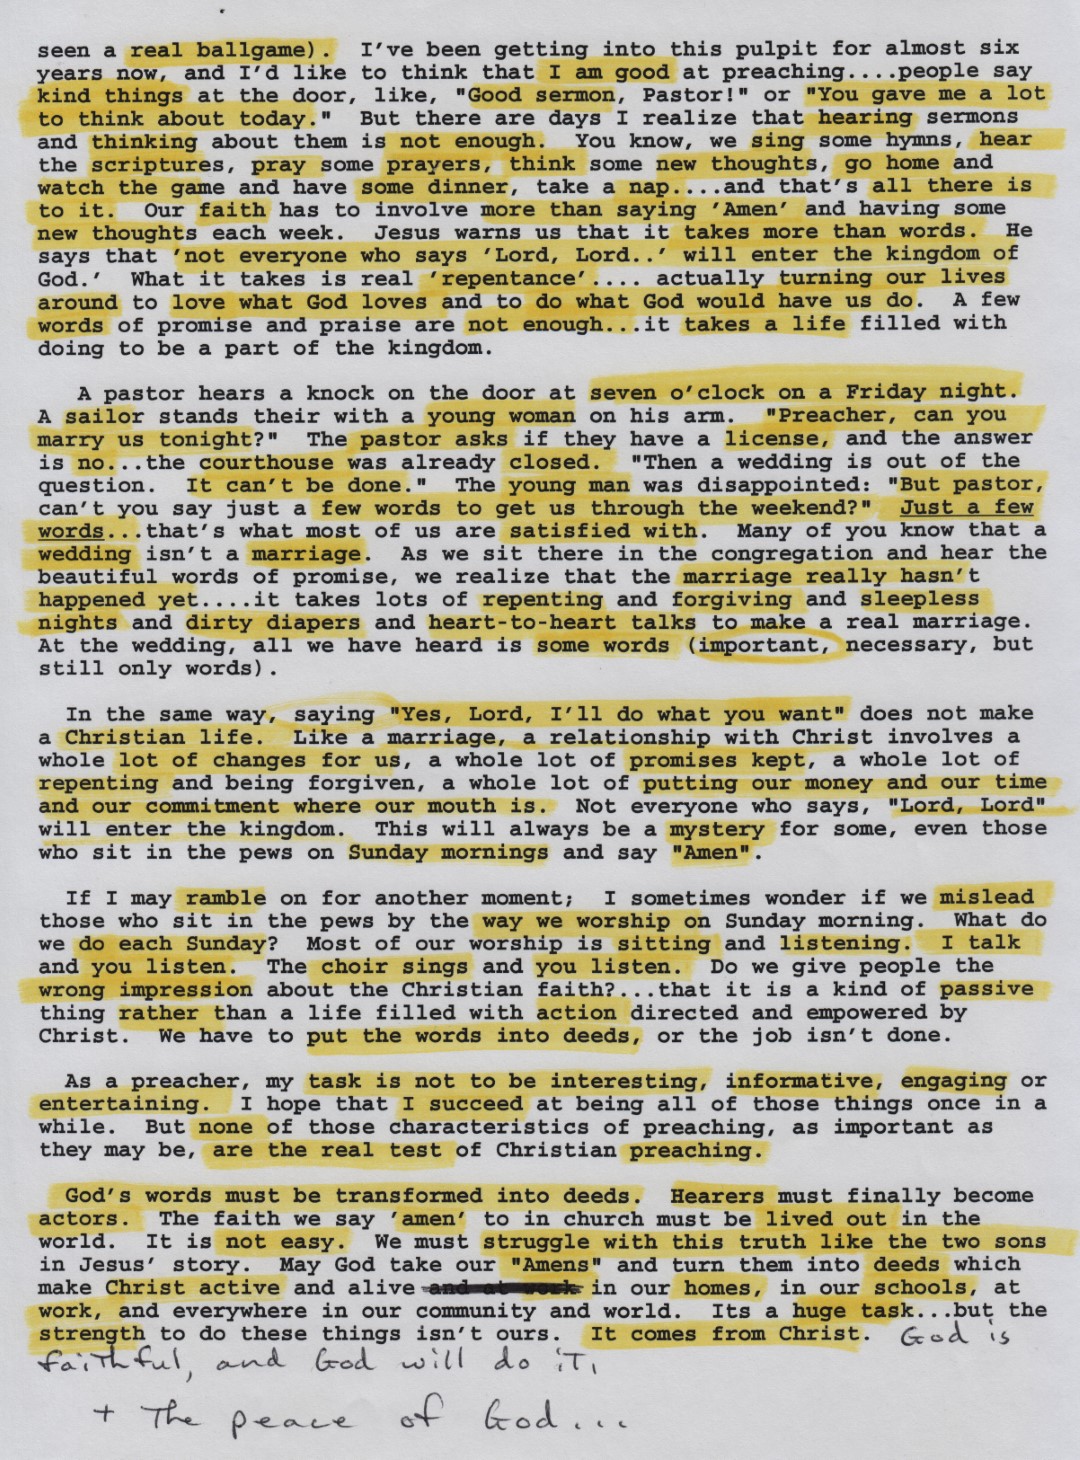 seen a real ballgame).  I've been getting into this pulpit for almost six
years now, and I'd like to think that I am good at preaching....people say
kind things at the door, like, "Good sermon, Pastor!" or "You gave me a lot
to think about today."  But there are days I realize that hearing sermons
and thinking about them is not enough.  You know, we sing some hymns, hear
the scriptures, pray some prayers, think some new thoughts, go home and
watch the game and have some dinner, take a nap....and that's all there is
to it.  Our faith has to involve more than saying 'Amen' and having some
new thoughts each week.  Jesus warns us that it takes more than words.  He
says that 'not everyone who says 'Lord, Lord..' will enter the kingdom of
God.'  What it takes is real 'repentance'.... actually turning our lives
around to love what God loves and to do what God would have us do.  A few
words of promise and praise are not enough...it takes a life filled with
doing to be a part of the kingdom.

A pastor hears a knock on the door at seven o'clock on a Friday night.
A sailor stands their with a young woman on his arm.  "Preacher, can you
marry us tonight?"  The pastor asks if they have a license, and the answer
is no...the courthouse was already closed.  "Then a wedding is out of the
question.  It can't be done."  The young man was disappointed: "But pastor,
can't you say just a few words to get us through the weekend?"  Just a few
words...that's what most of us are satisfied with.  Many of you know that a
wedding isn't a marriage.  As we sit there in the congregation and hear the
beautiful words of promise, we realize that the marriage really hasn't
happened yet....it takes lots of repenting and forgiving and sleepless
nights and dirty diapers and heart-to-heart talks to make a real marriage.
At the wedding, all we have heard is some words (important, necessary, but
still only words).

In the same way, saying "Yes, Lord, I'll do what you want" does not make
a Christian life.  Like a marriage, a relationship with Christ involves a
whole lot of changes for us, a whole lot of promises kept, a whole lot of
repenting and being forgiven, a whole lot of putting our money and our time
and our commitment where our mouth is.  Not everyone who says, "Lord, Lord"
will enter the kingdom.  This will always be a mystery for some, even those
who sit in the pews on Sunday mornings and say "Amen".

If I may ramble on for another moment;  I sometimes wonder if we mislead
those who sit in the pews by the way we worship on Sunday morning.  What do
we do each Sunday?  Most of our worship is sitting and listening.  I talk
and you listen.  The choir sings and you listen.  Do we give people the
wrong impression about the Christian faith?...that it is a kind of passive
thing rather than a life filled with action directed and empowered by
Christ.  We have to put the words into deeds, or the job isn't done.

As a preacher, my task is not to be interesting, informative, engaging or
entertaining.  I hope that I succeed at being all of those things once in a
while.  But none of those characteristics of preaching, as important as
they may be, are the real test of Christian preaching.

God's words must be transformed into deeds.  Hearers must finally become
actors.  The faith we say 'amen' to in church must be lived out in the
world.  It is not easy.  We must struggle with this truth like the two sons
in Jesus' story.  May God take our "Amens" and turn them into deeds which
make Christ active and alive and at work in our homes, in our schools, at
work, and everywhere in our community and world.  Its a huge task...but the
strength to do these things isn't ours.  It comes from Christ.  God is
faithful, and God will do it.
+ The peace of God...